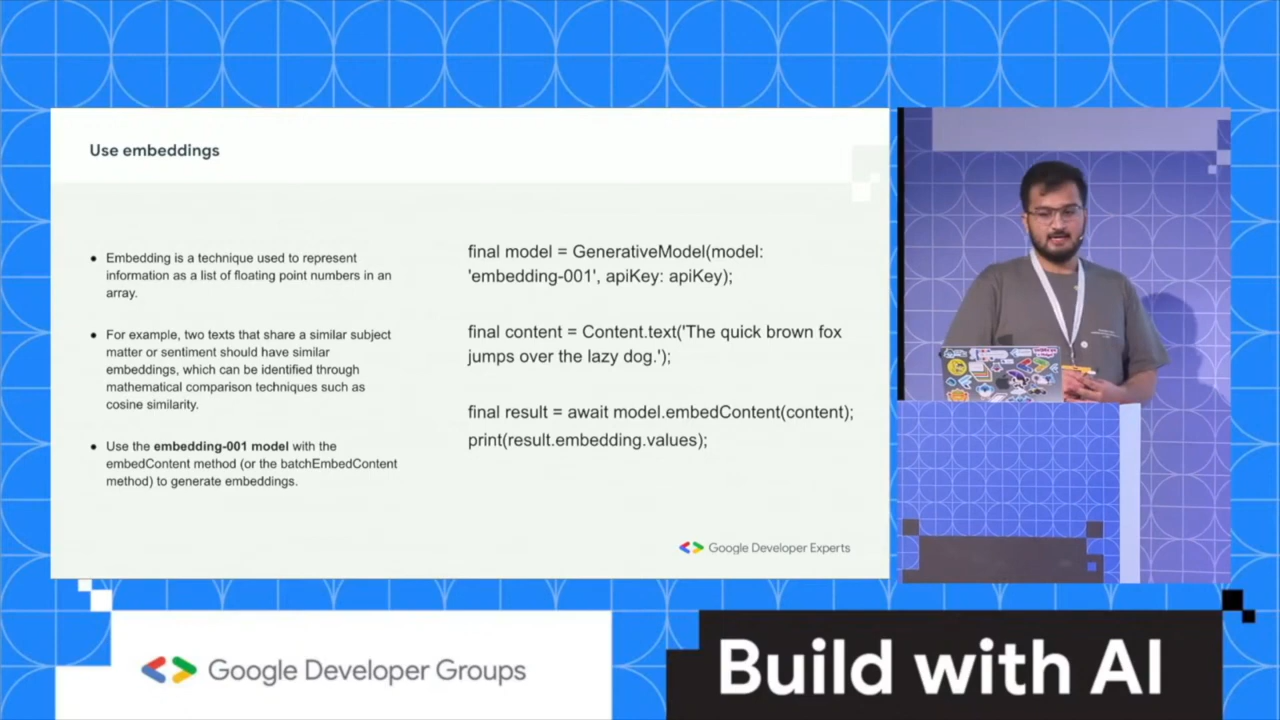 Use embeddings
● Embedding is a technique used to represent
information as a list of floating point numbers in an
array.
● For example, two texts that share a similar subject
matter or sentiment should have similar
embeddings, which can be identified through
mathematical comparison techniques such as
cosine similarity.
● Use the embedding-001 model with the
embedContent method (or the batchEmbedContent
method) to generate embeddings.
final model = GenerativeModel(model:
'embedding-001', apiKey: apiKey);
final content = Content.text('The quick brown fox
jumps over the lazy dog.');
final result = await model.embedContent(content);
print(result.embedding.values);
Google Developer Experts
Google Developer Groups
Build with AI